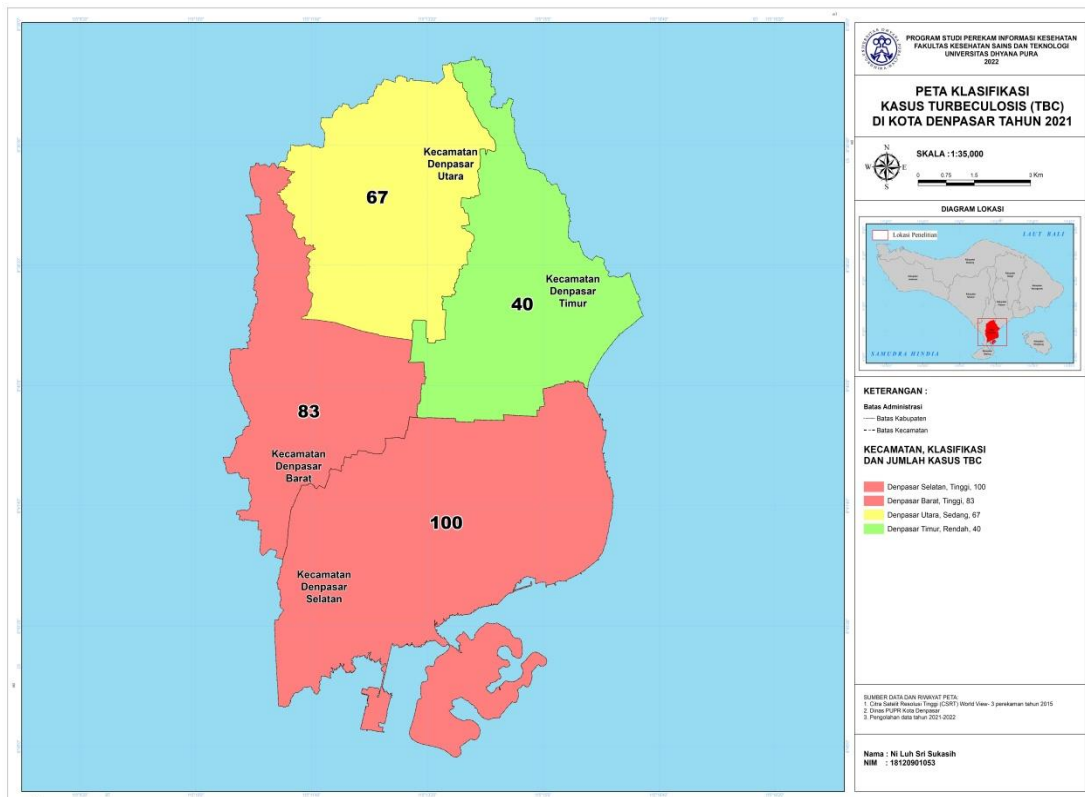 PROGRAM STUDI PEREKAM INFORMASI KESEHATAN
FAKULTAS KESEHATAN SAINS DAN TEKNOLOGI
UNIVERSITAS DHYANA PURA
2022
PETA KLASIFIKASI
KASUS TURBECULOSIS (TBC)
DI KOTA DENPASAR TAHUN 2021
N
W E
S
SKALA : 1:35,000
0 0.75 1.5 3 Km
DIAGRAM LOKASI
Lokasi Penelitian
LAUT BALI
SAMUDRA HINDIA
KETERANGAN :
Batas Administrasi
Batas Kabupaten
Batas Kecamatan
KECAMATAN, KLASIFIKASI
DAN JUMLAH KASUS TBC
Denpasar Selatan, Tinggi, 100
Denpasar Barat, Tinggi, 83
Denpasar Utara, Sedang, 67
Denpasar Timur, Rendah, 40
SUMBER DATA DAN RIWAYAT PETA:
1. Citra Satelit Resolusi Tinggi (CSRT) World View- 3 perekaman tahun 2015
2. Dinas PUPR Kota Denpasar
3. Pengolahan data tahun 2021-2022
Nama : Ni Luh Sri Sukasih
NIM : 18120901053
Kecamatan
Denpasar
Utara
67
Kecamatan
Denpasar
Timur
40
83
Kecamatan
Denpasar
Barat
100
Kecamatan
Denpasar
Selatan